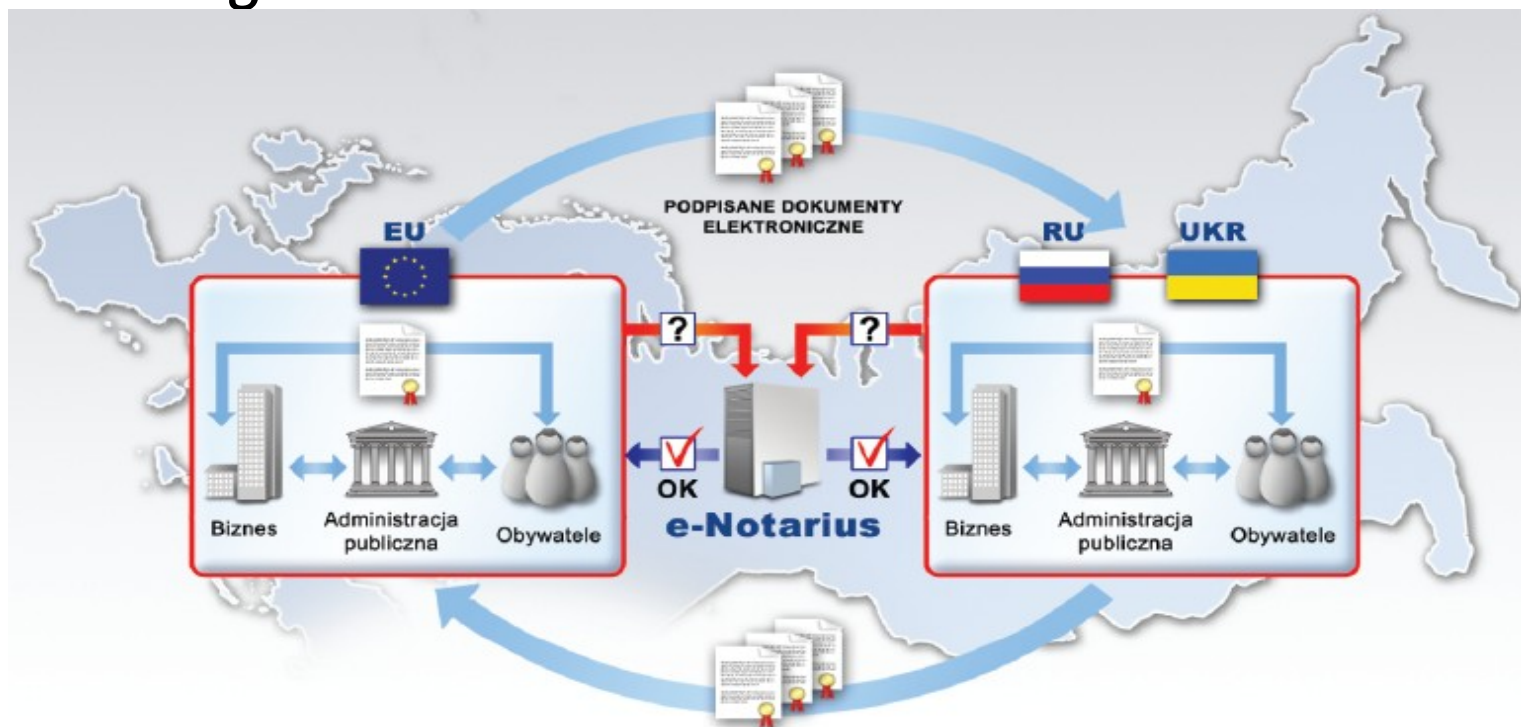 PODPISANE DOKUMENTY
ELEKTRONICZNE
EU
RU
UKR
?
?
OK
OK
e-Notarius
Biznes
Administracja
publiczna
Obywatele
Biznes
Administracja
publiczna
Obywatele